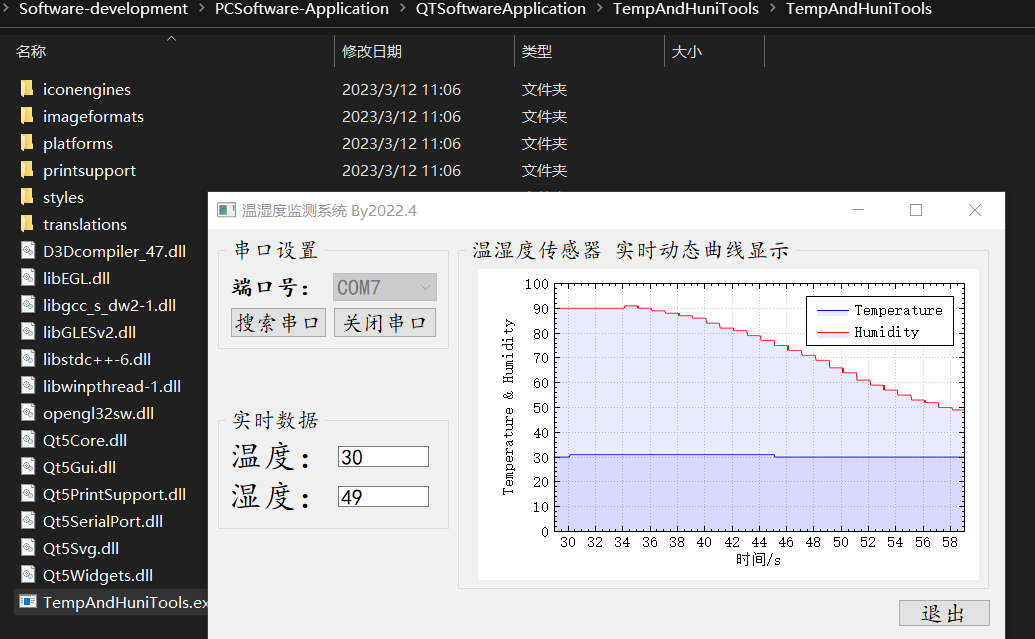 Software-development > PCSoftware-Application > QTSoftwareApplication > TempAndHuniTools > TempAndHuniTools
名称 修改日期 类型 大小
iconengines 2023/3/12 11:06 文件夹
imageformats 2023/3/12 11:06 文件夹
platforms 2023/3/12 11:06 文件夹
printsupport 2023/3/12 11:06 文件夹
styles
translations
D3Dcompiler_47.dll
libEGL.dll
libgcc_s_dw2-1.dll
libGLESv2.dll
libstdc++-6.dll
libwinpthread-1.dll
opengl32sw.dll
Qt5Core.dll
Qt5Gui.dll
Qt5PrintSupport.dll
Qt5SerialPort.dll
Qt5Svg.dll
Qt5Widgets.dll
TempAndHuniTools.ex
温湿度监测系统 By2022.4
串口设置
端口号： COM7
搜索串口 关闭串口
实时数据
温度： 30
湿度： 49
温湿度传感器 实时动态曲线显示
Temperature
Humidity
Temperature & Humidity
100
90
80
70
60
50
40
30
20
10
0
30 32 34 36 38 40 42 44 46 48 50 52 54 56 58
时间/s
退出